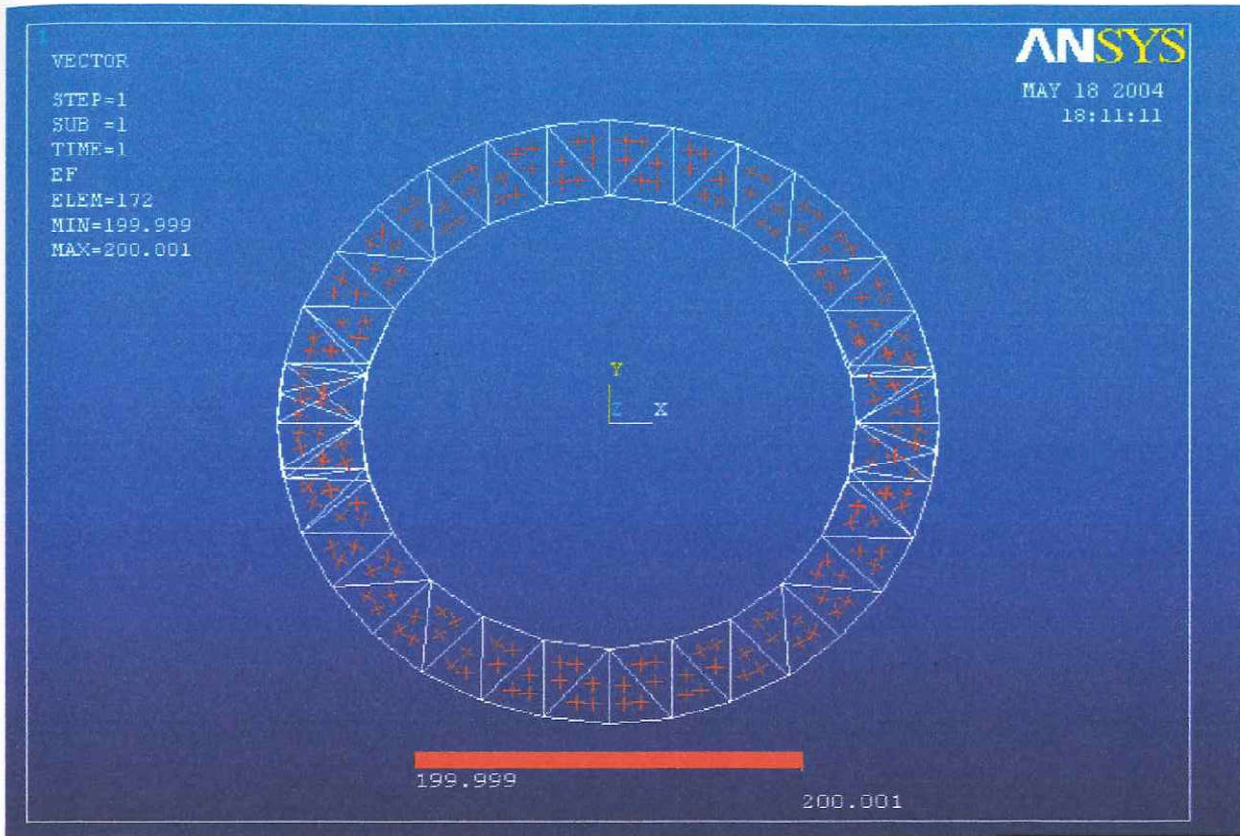 1
VECTOR
STEP=1
SUB =1
TIME=1
EF
ELEM=172
MIN=199.999
MAX=200.001
ANSYS
MAY 18 2004
18:11:11
Y
Z X
199.999
200.001